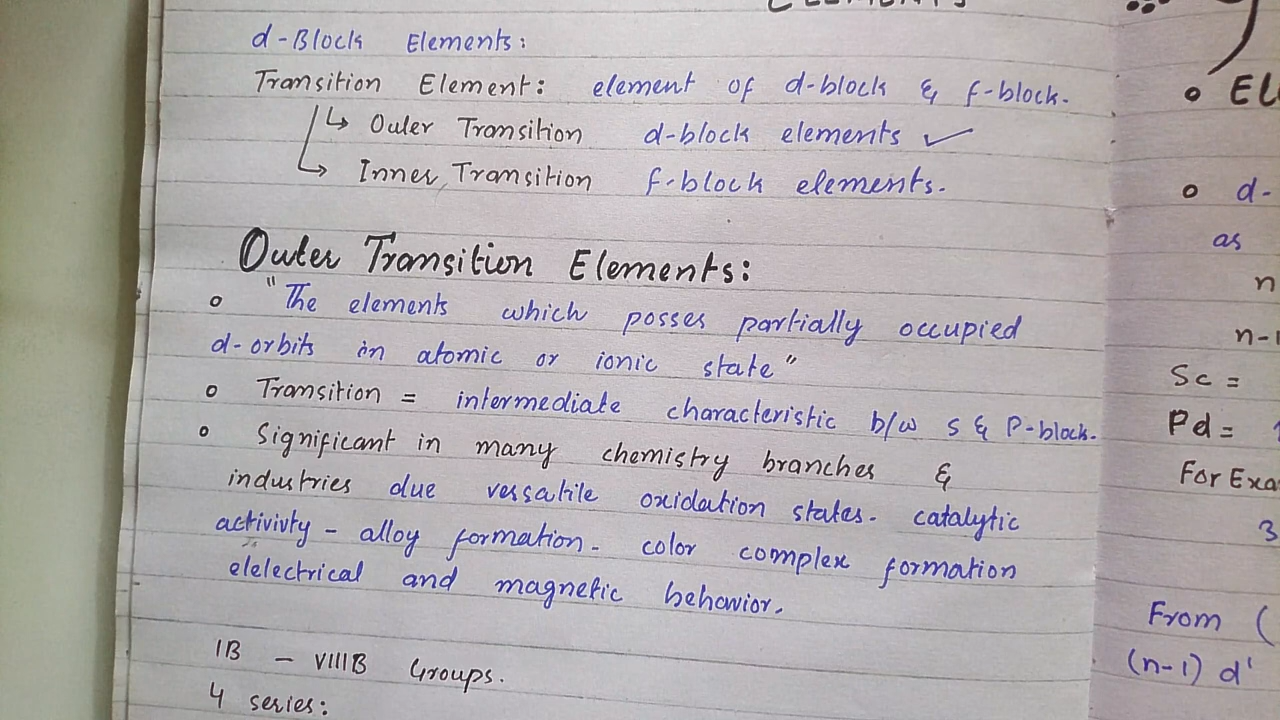 ELEMENTS
d-Block Elements:
Transition Element: element of d-block & f-block.
↳ Outer Transition d-block elements ✓
↳ Inner Transition f-block elements.
Outer Transition Elements:
"The elements which posses partially occupied
d-orbits in atomic or ionic state"
Transition = intermediate characteristic b/w s & P-block.
Significant in many chemistry branches &
industries due versatile oxidation states- catalytic
activivty - alloy formation- color complex formation
elelectrical and magnetic behavior.
IB - VIIIB Groups.
4 series:
d-
as
n
n-1
Sc =
Pd =
For Exa
3
From (
(n-1) d'